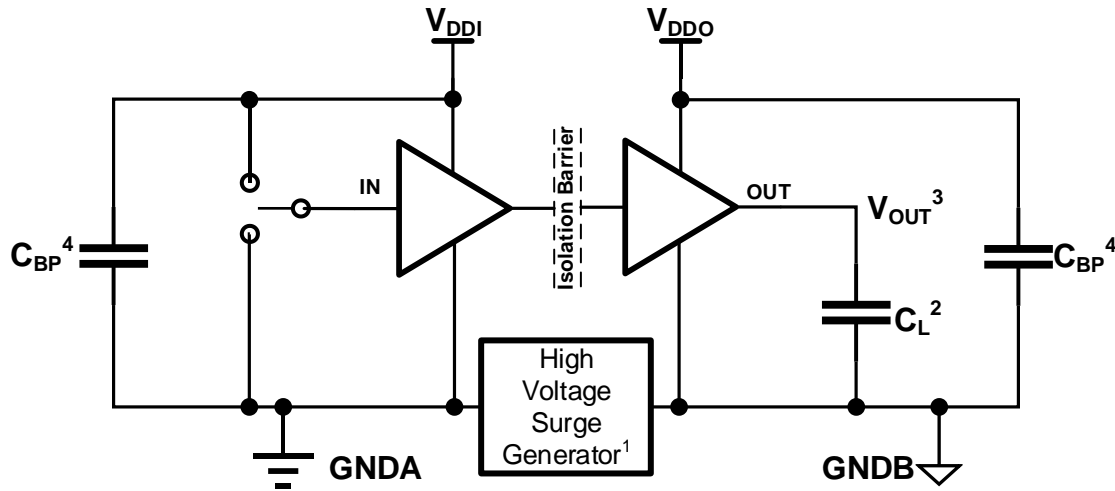 VDDI
VDDO
IN
Isolation Barrier
OUT
VOUT3
CBP4
CBP4
CL2
High
Voltage
Surge
Generator1
GNDA
GNDB